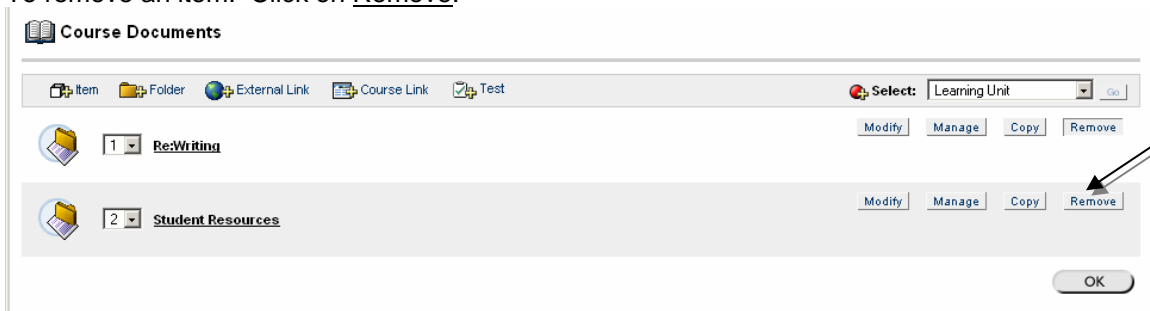 To remove an item: Click on Remove.
Course Documents
Item Folder External Link Course Link Test Select: Learning Unit Go
Modify Manage Copy Remove
1 Re:Writing
Modify Manage Copy Remove
2 Student Resources
OK